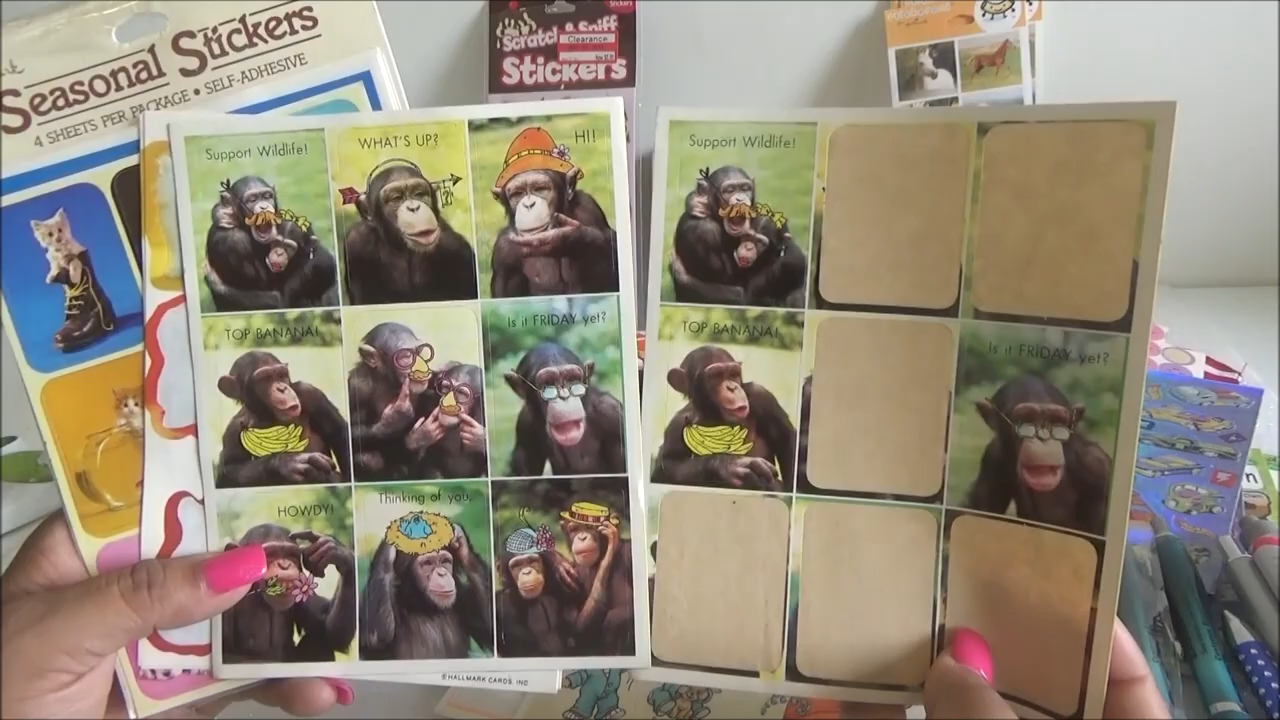 Seasonal Stickers
4 SHEETS PER PACKAGE • SELF-ADHESIVE
Scratch & Sniff
Clearance
Stickers
Support Wildlife!
WHAT'S UP?
HI!
TOP BANANA!
Is it FRIDAY yet?
HOWDY!
Thinking of you.
Support Wildlife!
TOP BANANA!
Is it FRIDAY yet?
©HALLMARK CARDS, INC